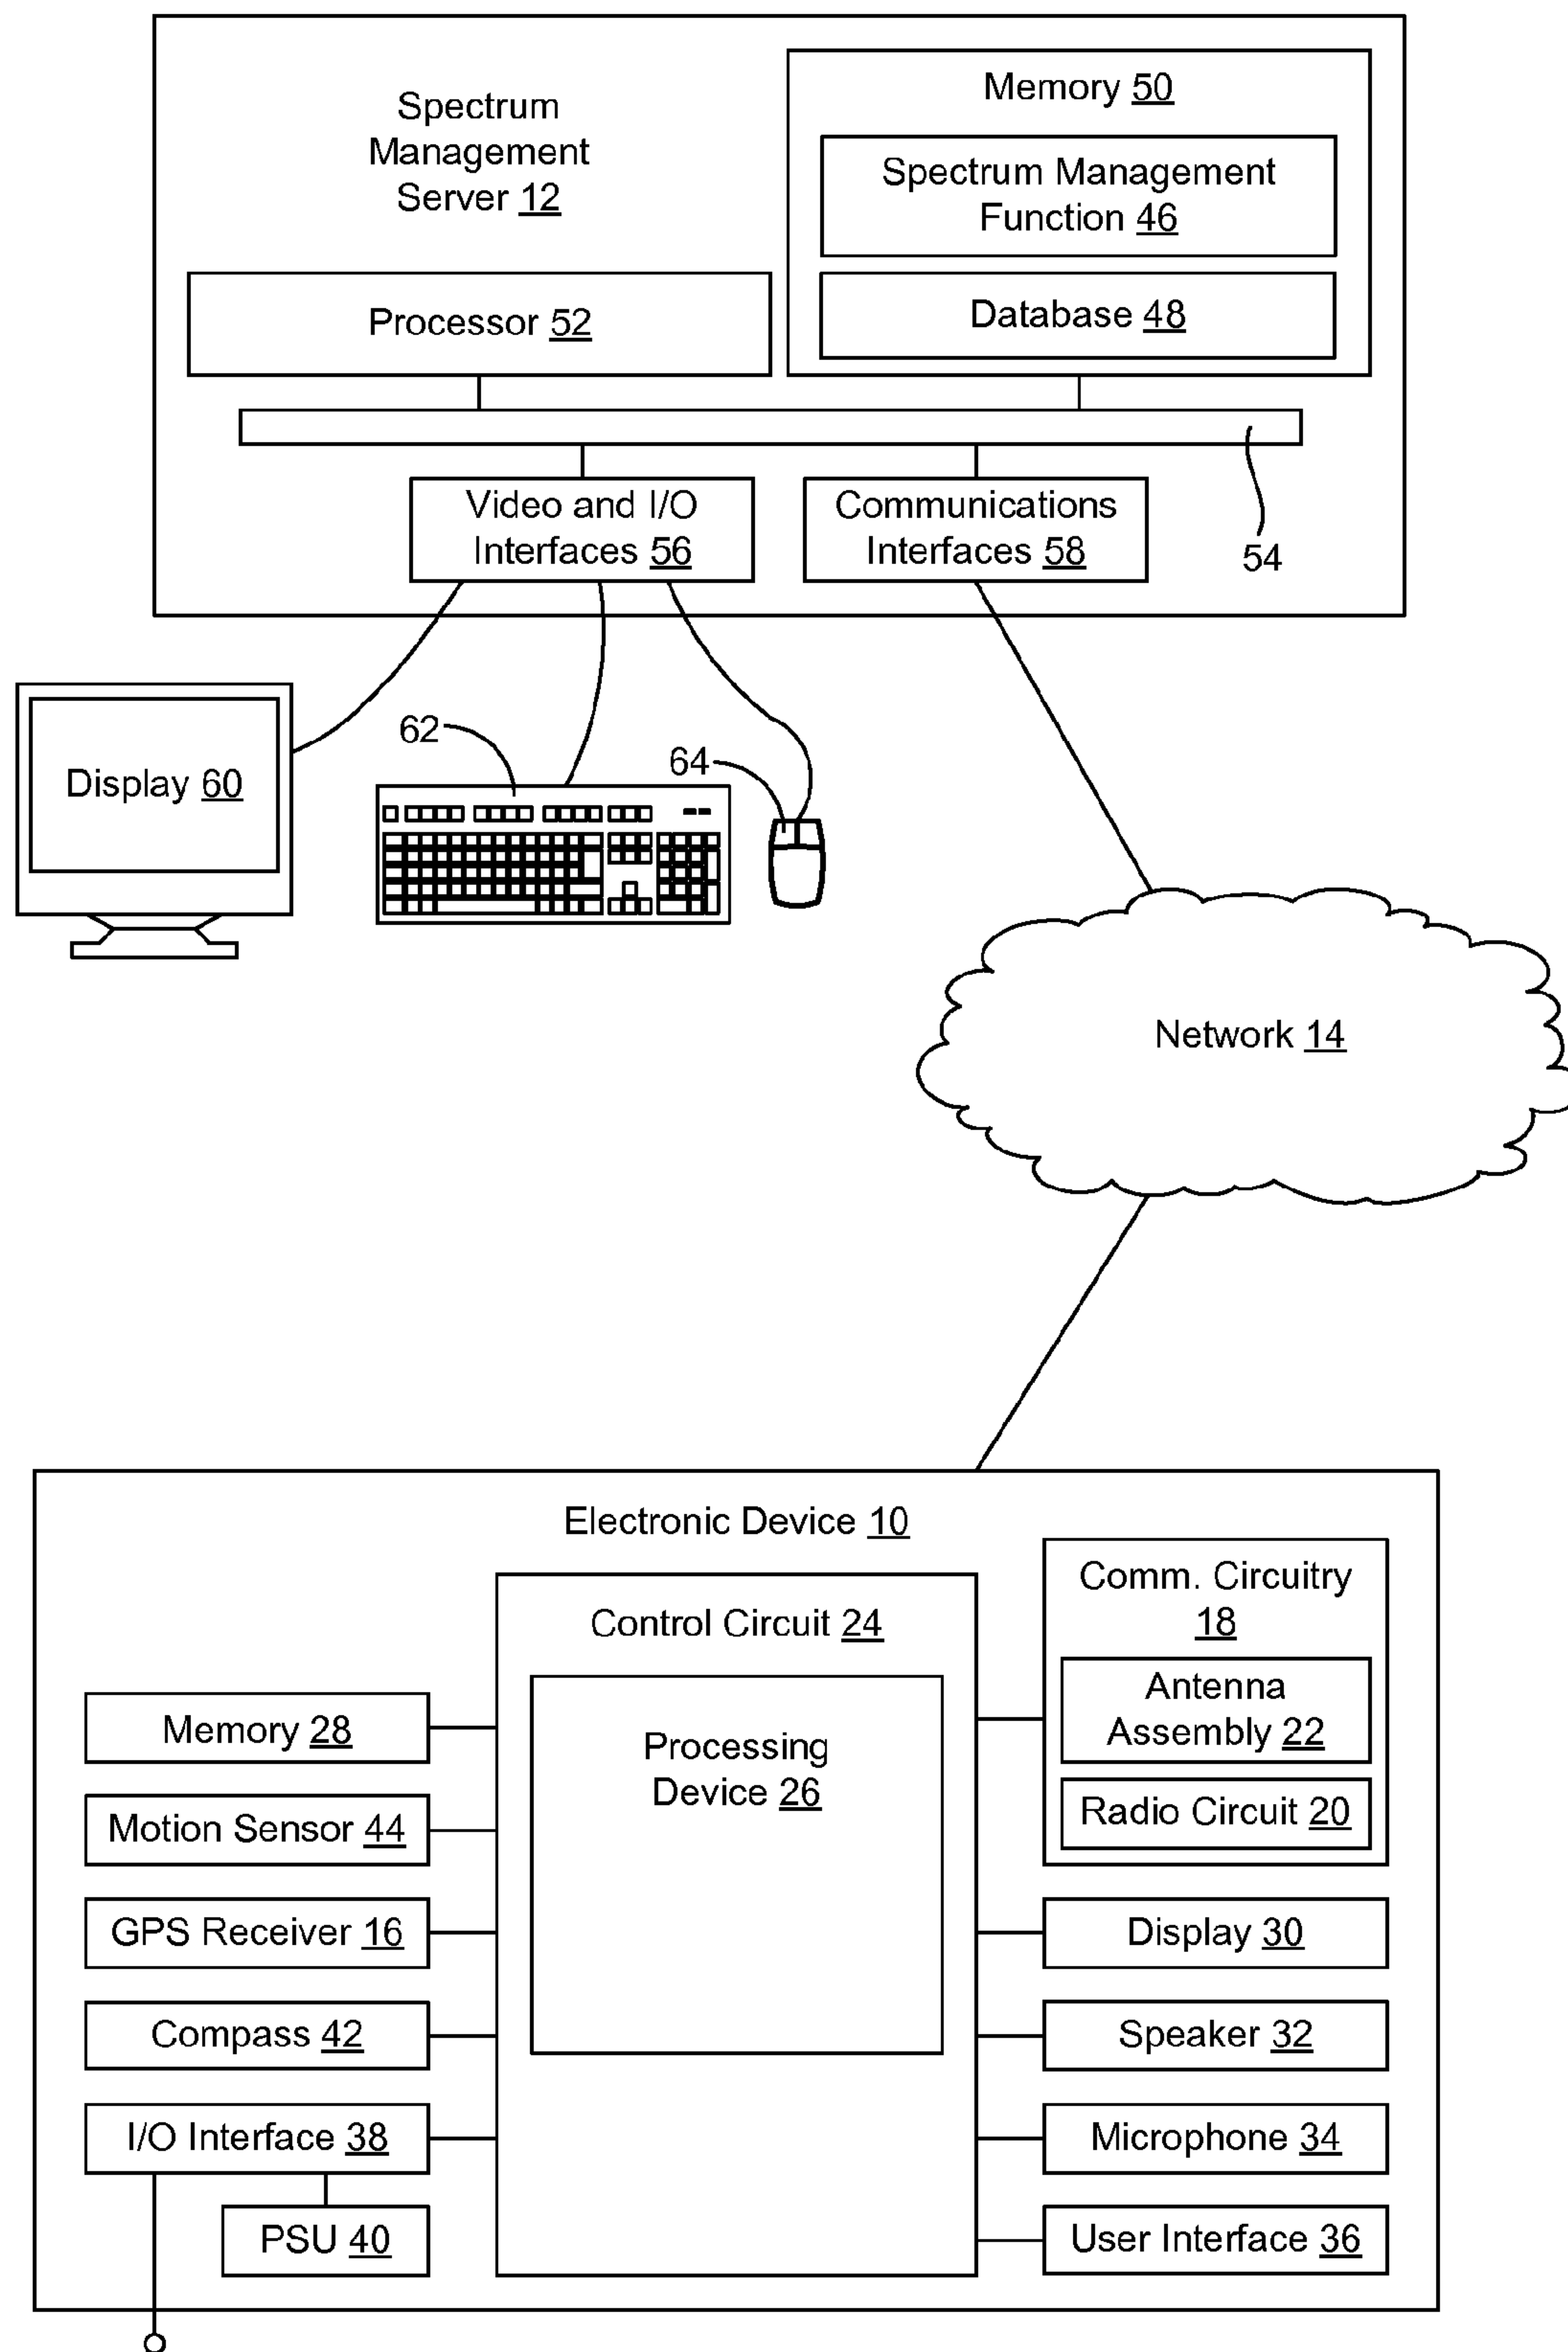 Spectrum
Management
Server 12
Memory 50
Spectrum Management
Function 46
Database 48
Processor 52
Video and I/O
Interfaces 56
Communications
Interfaces 58
54
Display 60
62
64
Network 14
Electronic Device 10
Control Circuit 24
Processing
Device 26
Comm. Circuitry
18
Antenna
Assembly 22
Radio Circuit 20
Memory 28
Motion Sensor 44
GPS Receiver 16
Compass 42
I/O Interface 38
PSU 40
Display 30
Speaker 32
Microphone 34
User Interface 36